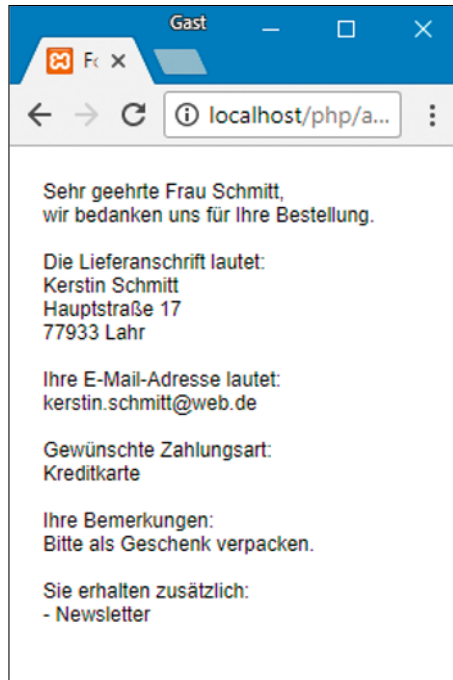 Gast
localhost/php/a...
Sehr geehrte Frau Schmitt,
wir bedanken uns für Ihre Bestellung.
Die Lieferanschrift lautet:
Kerstin Schmitt
Hauptstraße 17
77933 Lahr
Ihre E-Mail-Adresse lautet:
kerstin.schmitt@web.de
Gewünschte Zahlungsart:
Kreditkarte
Ihre Bemerkungen:
Bitte als Geschenk verpacken.
Sie erhalten zusätzlich:
- Newsletter